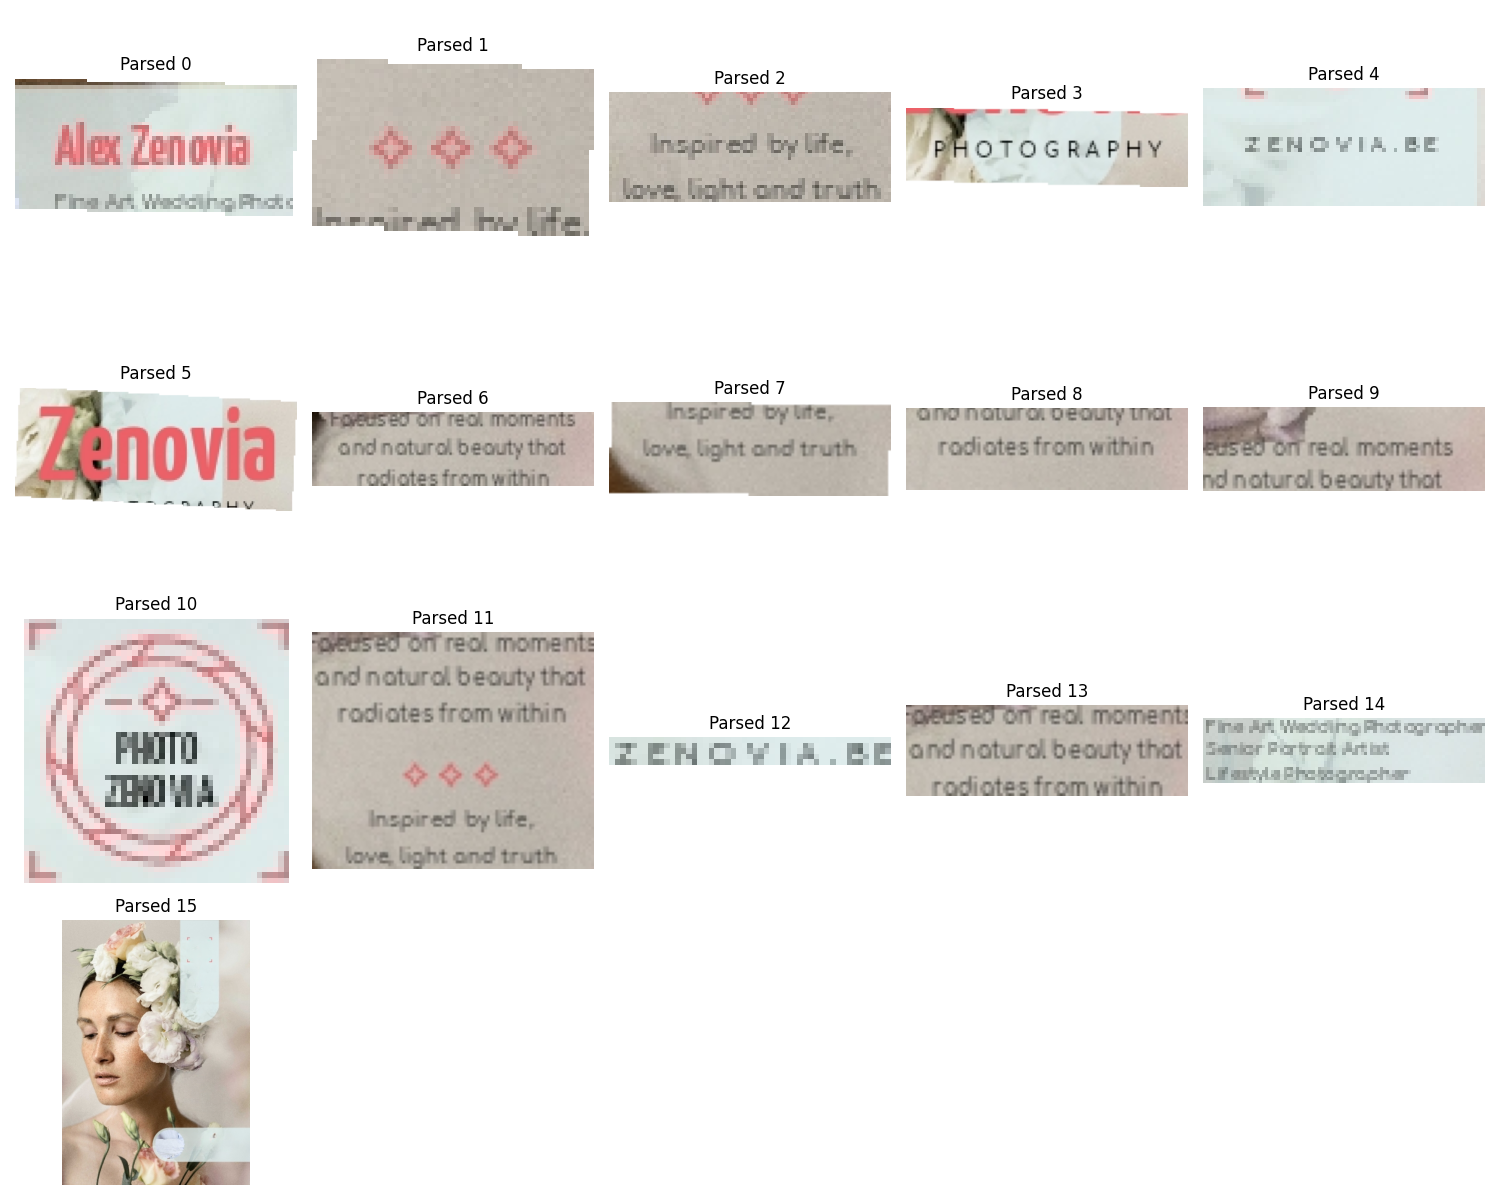 Parsed 0
Alex Zenovia
Fine Art Wedding Photo
Parsed 1
Inspired by life,
Parsed 2
Inspired by life,
love, light and truth
Parsed 3
PHOTOGRAPHY
Parsed 4
ZENOVIA.BE
Parsed 5
Zenovia
Parsed 6
Focused on real moments
and natural beauty that
radiates from within
Parsed 7
Inspired by life,
love, light and truth
Parsed 8
and natural beauty that
radiates from within
Parsed 9
on real moments
natural beauty that
Parsed 10
PHOTO
ZENOVIA
Parsed 11
Focused on real moments
and natural beauty that
radiates from within
Inspired by life,
love, light and truth
Parsed 12
ZENOVIA.BE
Parsed 13
Focused on real moments
and natural beauty that
radiates from within
Parsed 14
Fine Art Wedding Photographer
Senior Portrait Artist
Lifestyle Photographer
Parsed 15